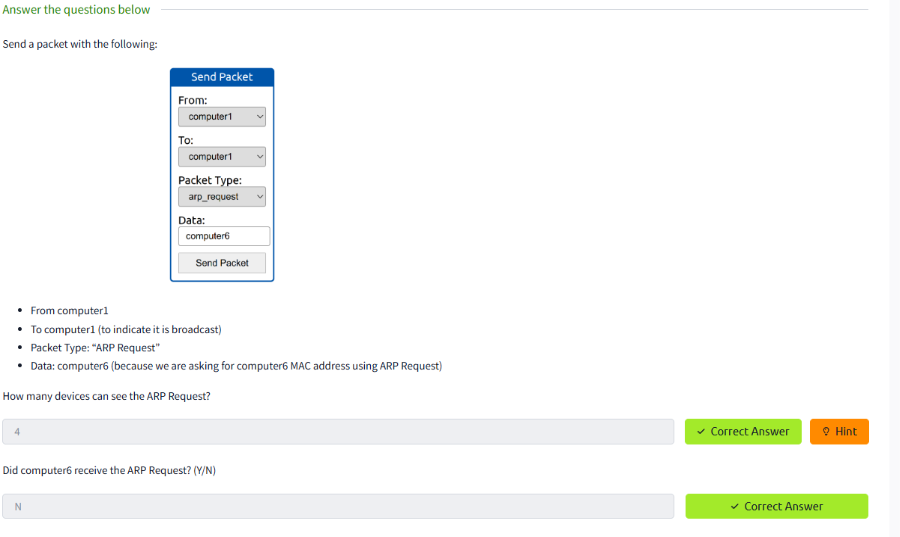 Answer the questions below
Send a packet with the following:
Send Packet
From:
computer1
To:
computer1
Packet Type:
arp_request
Data:
computer6
Send Packet
From computer1
To computer1 (to indicate it is broadcast)
Packet Type: “ARP Request”
Data: computer6 (because we are asking for computer6 MAC address using ARP Request)
How many devices can see the ARP Request?
4
Correct Answer
Hint
Did computer6 receive the ARP Request? (Y/N)
N
Correct Answer